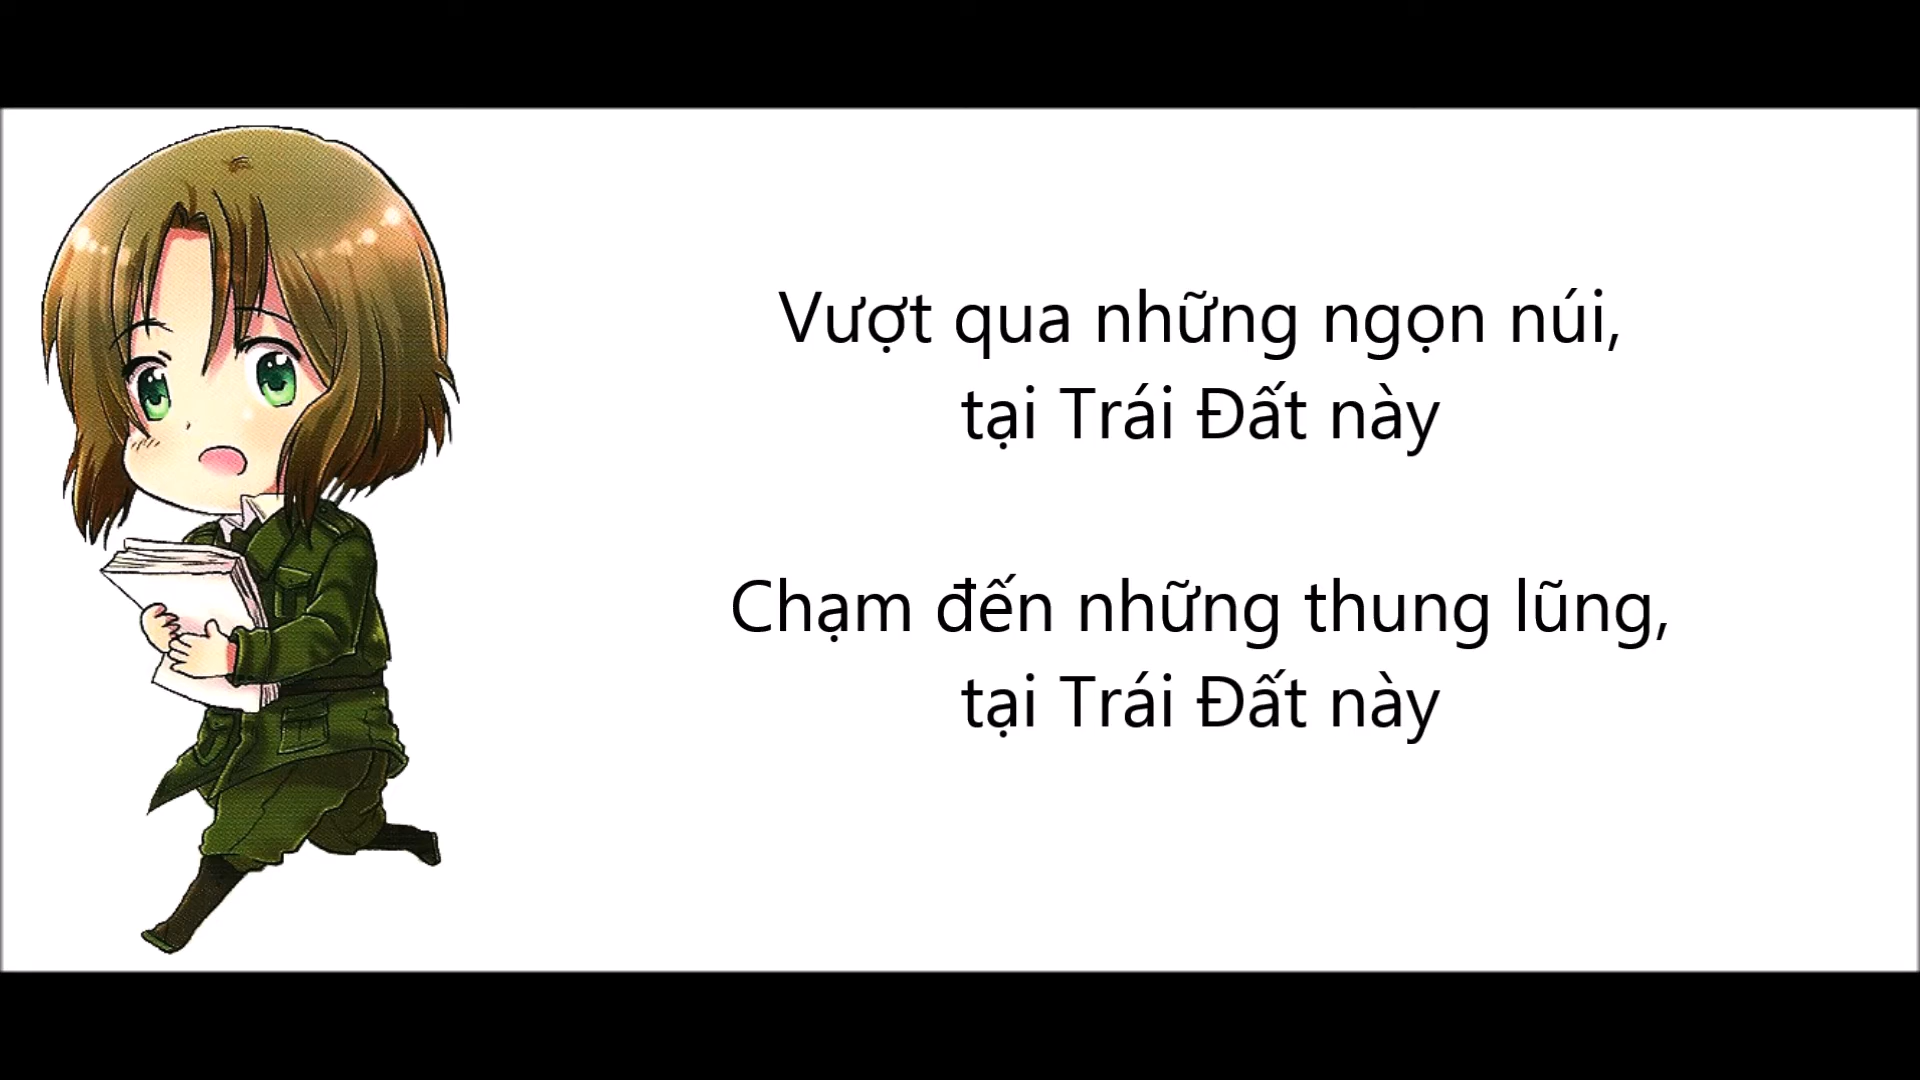 Vượt qua những ngọn núi,
tại Trái Đất này
Chạm đến những thung lũng,
tại Trái Đất này